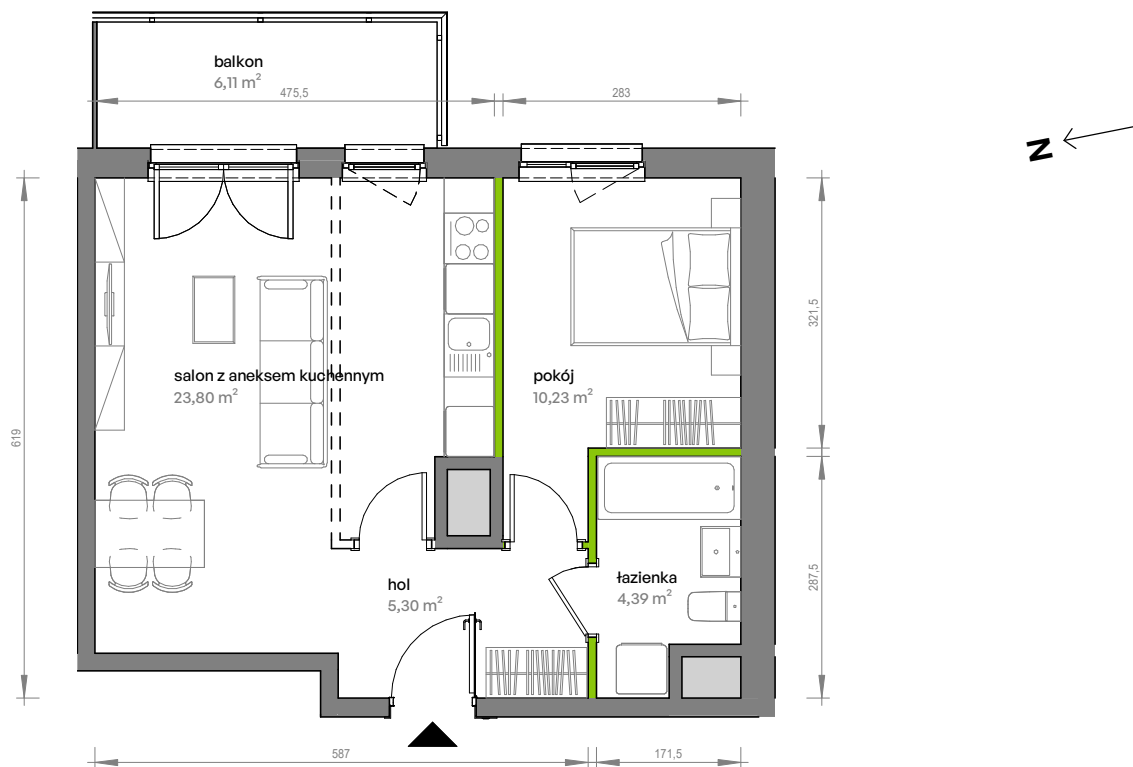 balkon
6,11 m²
475,5
283
N
321,5
salon z aneksem kuchennym
23,80 m²
pokój
10,23 m²
619
hol
5,30 m²
łazienka
4,39 m²
287,5
587
171,5